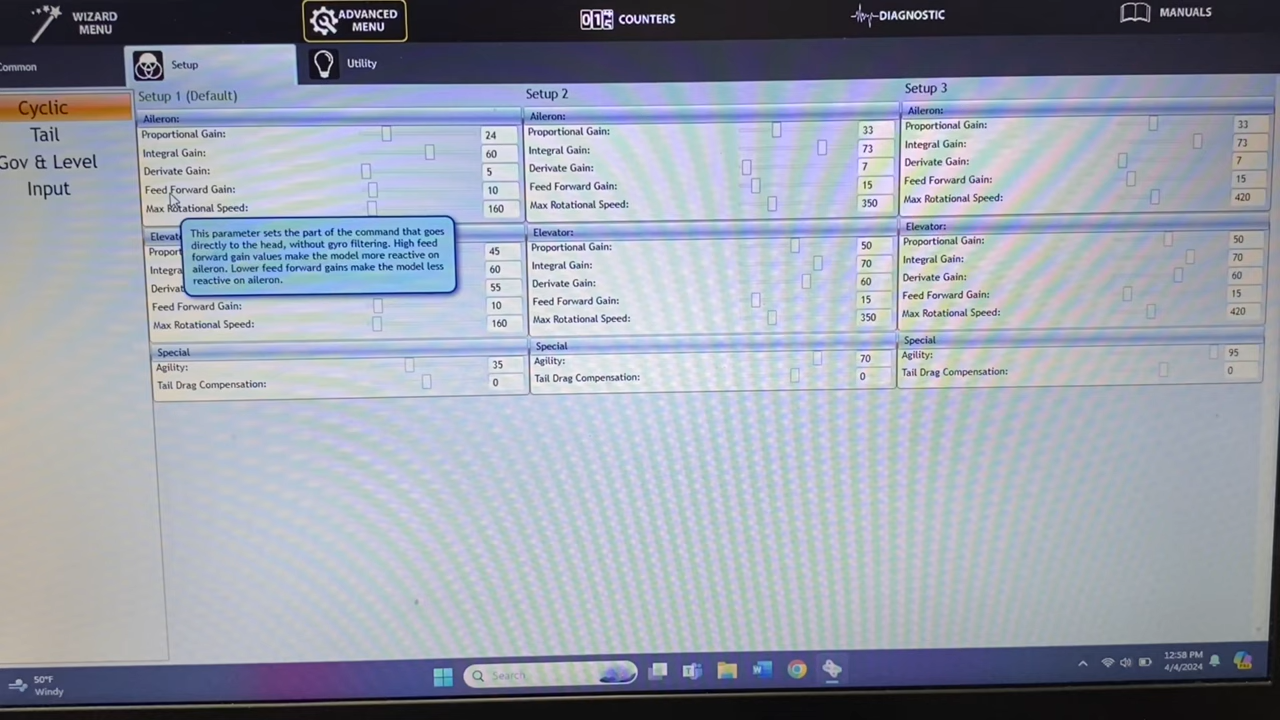 WIZARD
MENU
ADVANCED
MENU
COUNTERS
DIAGNOSTIC
MANUALS
Common
Setup
Utility
Cyclic
Tail
Gov & Level
Input
Setup 1 (Default)
Aileron:
Proportional Gain: 24
Integral Gain: 60
Derivate Gain: 5
Feed Forward Gain: 10
Max Rotational Speed: 160
This parameter sets the part of the command that goes
directly to the head, without gyro filtering. High feed
forward gain values make the model more reactive on
aileron. Lower feed forward gains make the model less
reactive on aileron.
45
60
55
Feed Forward Gain: 10
Max Rotational Speed: 160
Special
Agility: 35
Tail Drag Compensation: 0
Setup 2
Aileron:
Proportional Gain: 33
Integral Gain: 73
Derivate Gain: 7
Feed Forward Gain: 15
Max Rotational Speed: 350
Elevator:
Proportional Gain: 50
Integral Gain: 70
Derivate Gain: 60
Feed Forward Gain: 15
Max Rotational Speed: 350
Special
Agility: 70
Tail Drag Compensation: 0
Setup 3
Aileron:
Proportional Gain: 33
Integral Gain: 73
Derivate Gain: 7
Feed Forward Gain: 15
Max Rotational Speed: 420
Elevator:
Proportional Gain: 50
Integral Gain: 70
Derivate Gain: 60
Feed Forward Gain: 15
Max Rotational Speed: 420
Special
Agility: 95
Tail Drag Compensation: 0
50°F
Windy
Search
12:58 PM
4/4/2024